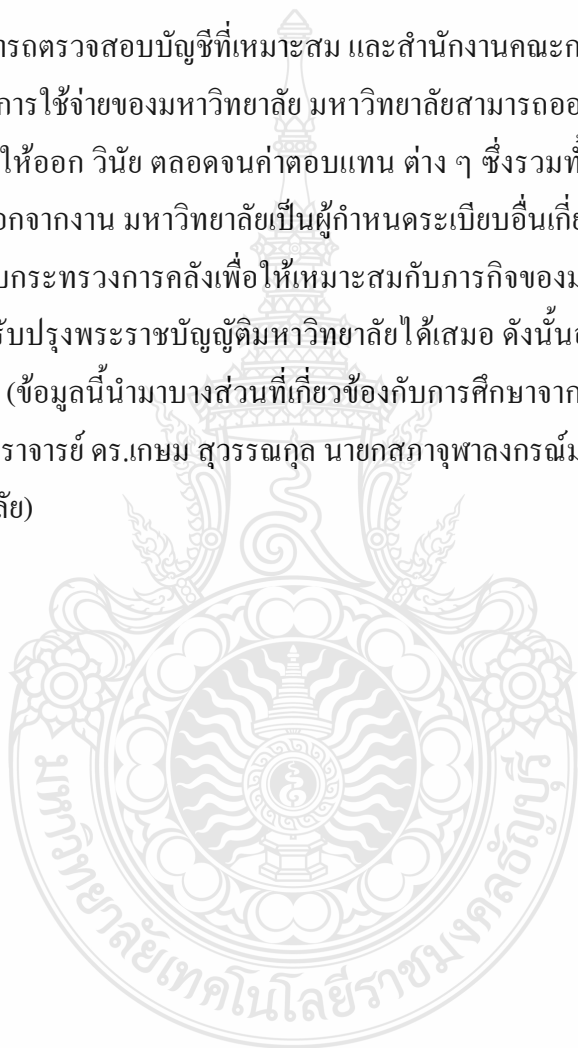 ารถตรวจสอบบัญชีที่เหมาะสม และสำนักงานคณะก
การใช้จ่ายของมหาวิทยาลัย มหาวิทยาลัยสามารถออ
ให้ออก วินัย ตลอดจนค่าตอบแทน ต่าง ๆ ซึ่งรวมทั้
อกจากงาน มหาวิทยาลัยเป็นผู้กำหนดระเบียบอื่นเกี่ย
บกระทรวงการคลังเพื่อให้เหมาะสมกับภารกิจของม
รับปรุงพระราชบัญญัติมหาวิทยาลัยได้เสมอ ดังนั้นอ
(ข้อมูลนี้นำมาบางส่วนที่เกี่ยวข้องกับการศึกษาจาก
ราจารย์ ดร.เกษม สุวรรณกุล นายกสภาจุฬาลงกรณ์ม
ลัย)
มหาวิทยาลัยเทคโนโลยีราชมงคลธัญบุรี